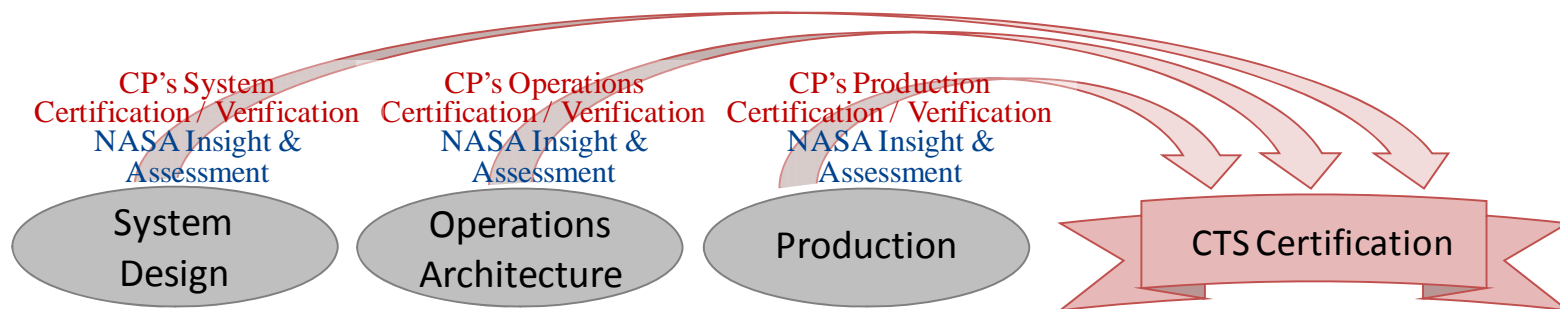 CP's System
Certification / Verification
NASA Insight &
Assessment
System
Design
CP's Operations
Certification / Verification
NASA Insight &
Assessment
Operations
Architecture
CP's Production
Certification / Verification
NASA Insight &
Assessment
Production
CTS Certification